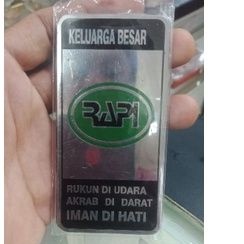 KELUARGA BESAR
RAPI
RUKUN DI UDARA
AKRAB DI DARAT
IMAN DI HATI